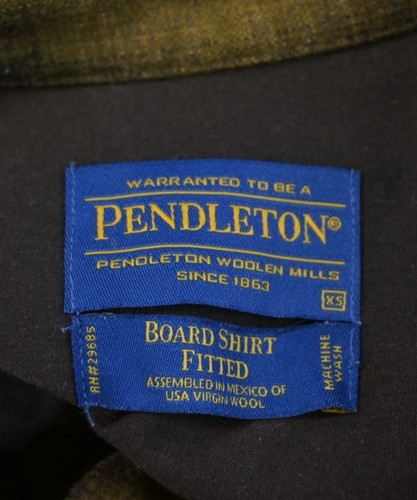 WARRANTED TO BE A
PENDLETON®
PENDLETON WOOLEN MILLS
SINCE 1863
XS
RN#29685
BOARD SHIRT
FITTED
ASSEMBLED IN MEXICO OF
USA VIRGIN WOOL
MACHINE
WASH